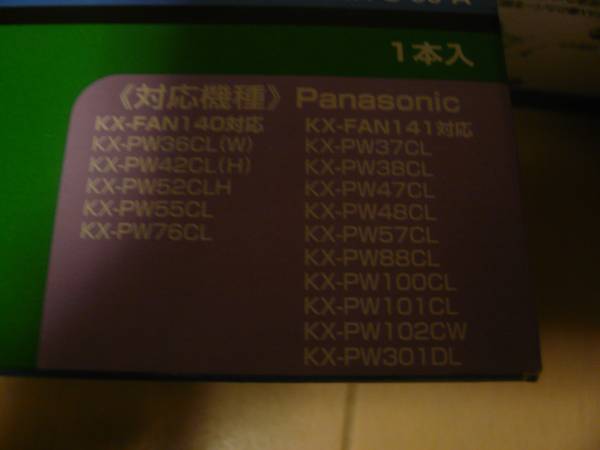 1本入
《対応機種》Panasonic
KX-FAN140対応
KX-PW36CL(W)
KX-PW42CL(H)
KX-PW52CLH
KX-PW55CL
KX-PW76CL
KX-FAN141対応
KX-PW37CL
KX-PW38CL
KX-PW47CL
KX-PW48CL
KX-PW57CL
KX-PW88CL
KX-PW100CL
KX-PW101CL
KX-PW102CW
KX-PW301DL